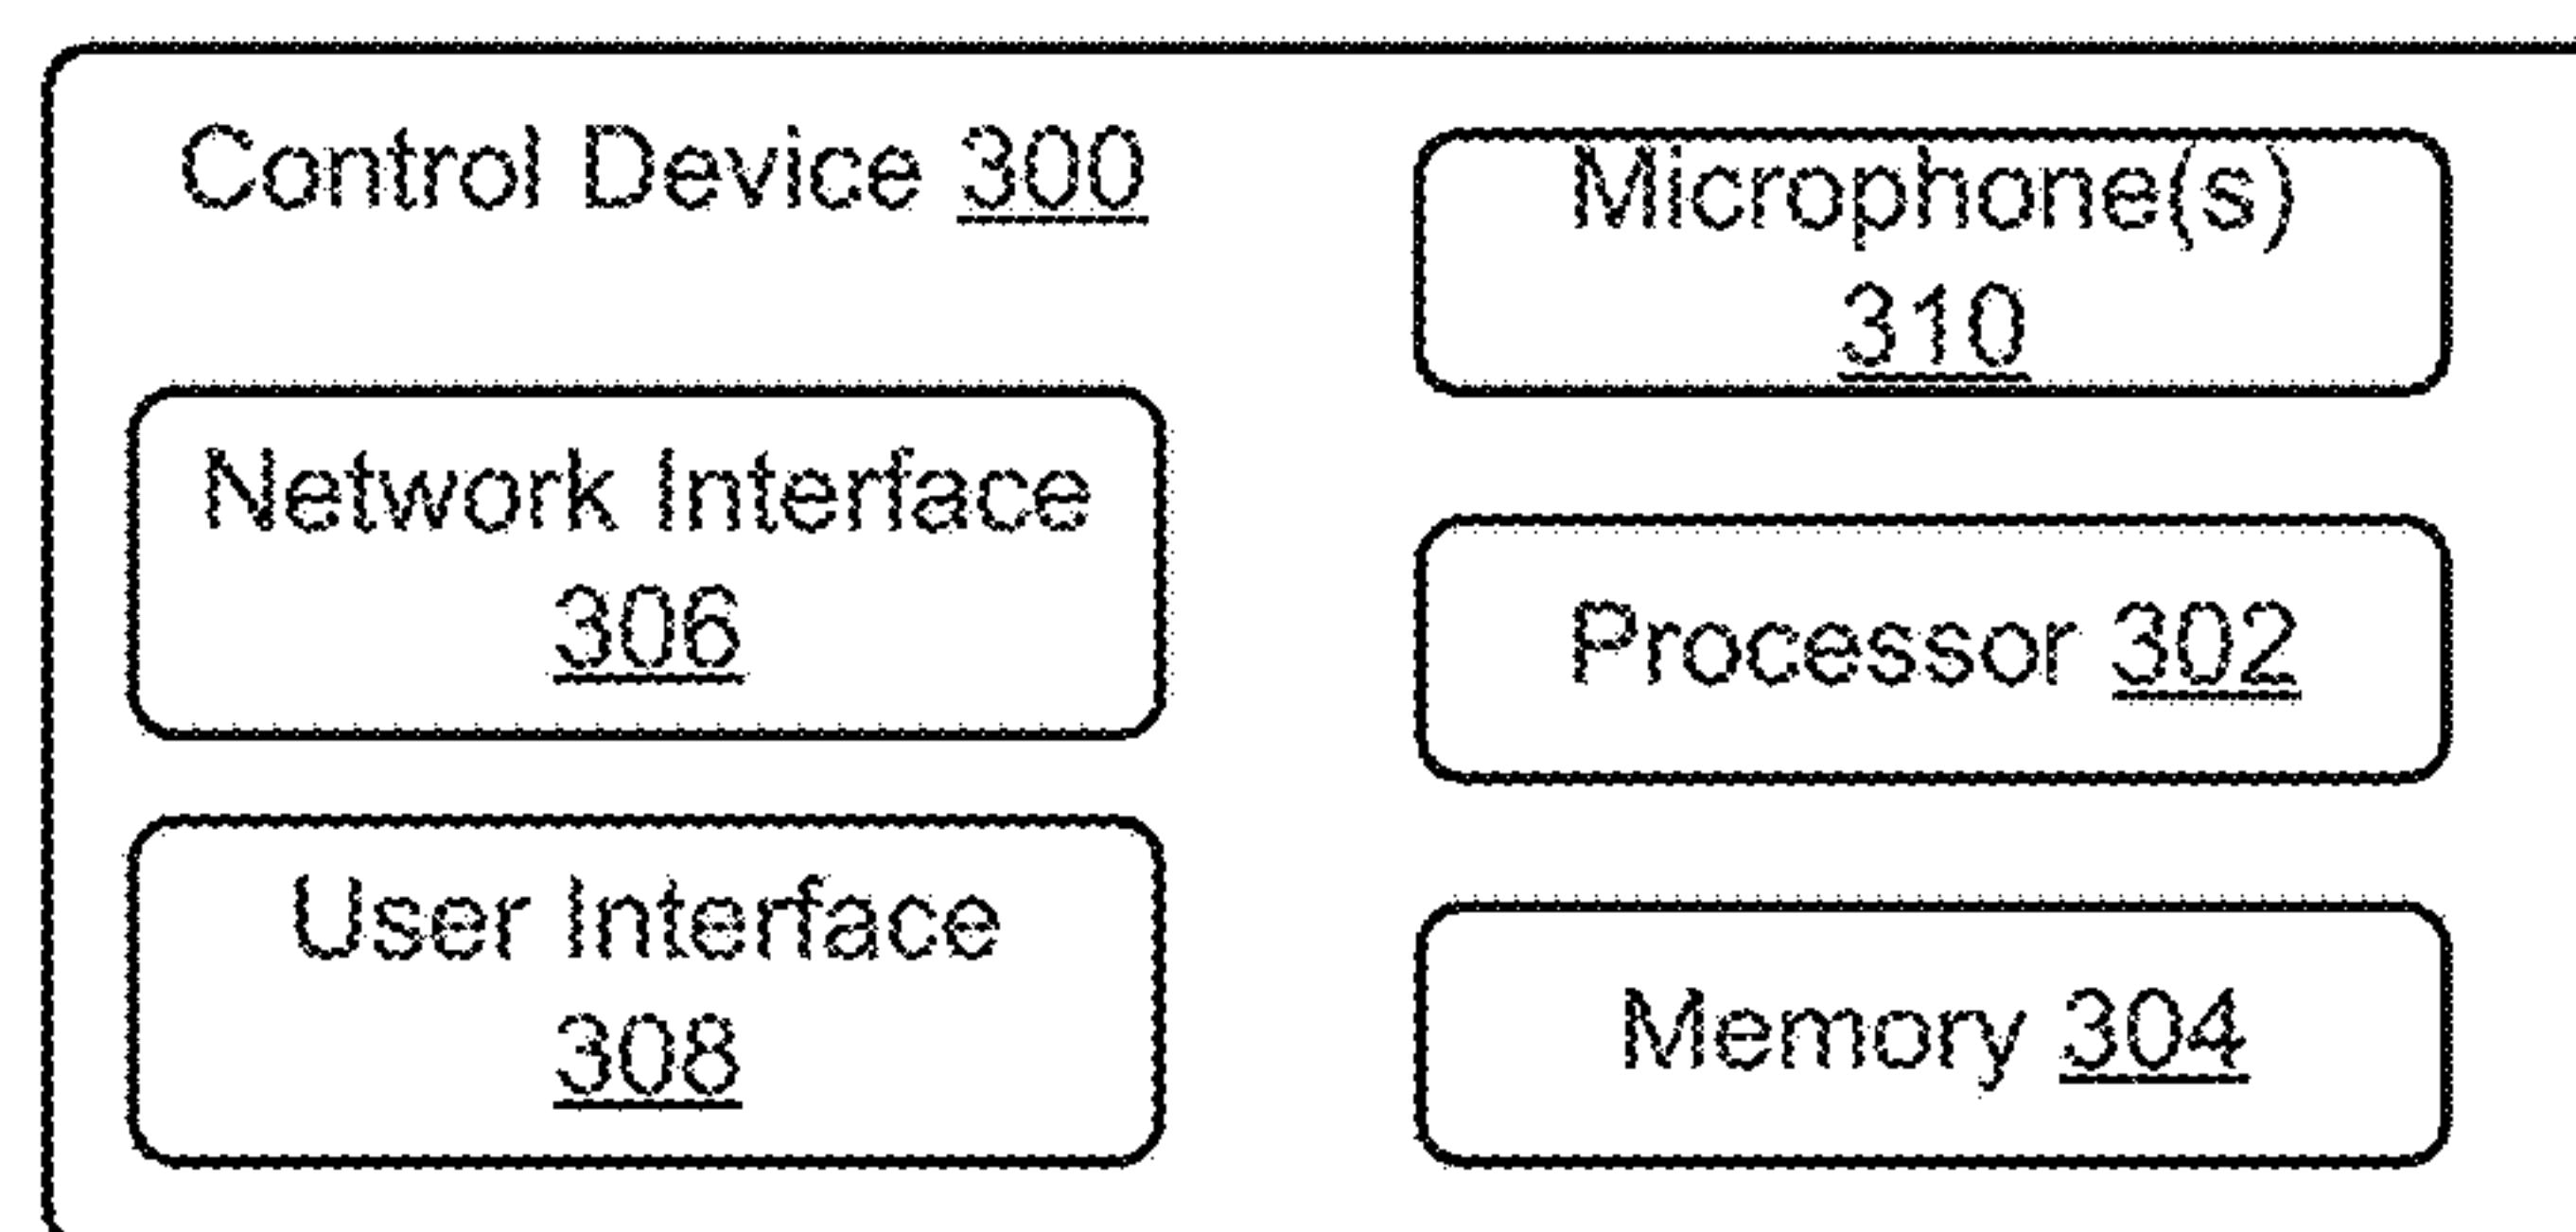 Control Device 300
Microphone(s)
310
Network Interface
306
Processor 302
User Interface
308
Memory 304